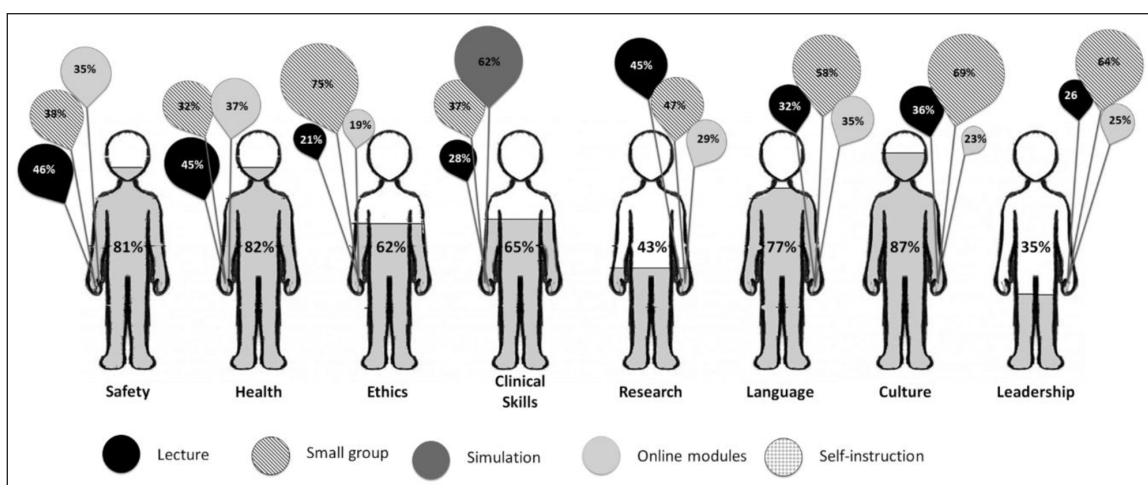 35%
38%
46%
81%
Safety
32%
37%
45%
82%
Health
75%
21%
19%
62%
Ethics
62%
37%
28%
65%
Clinical
Skills
45%
47%
29%
43%
Research
58%
32%
35%
77%
Language
69%
36%
23%
87%
Culture
64%
26
25%
35%
Leadership
Lecture
Small group
Simulation
Online modules
Self-instruction